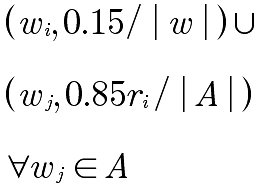 (w_i, 0.15/ | w | ) ∪
(w_j, 0.85r_i / | A | )
∀w_j ∈ A